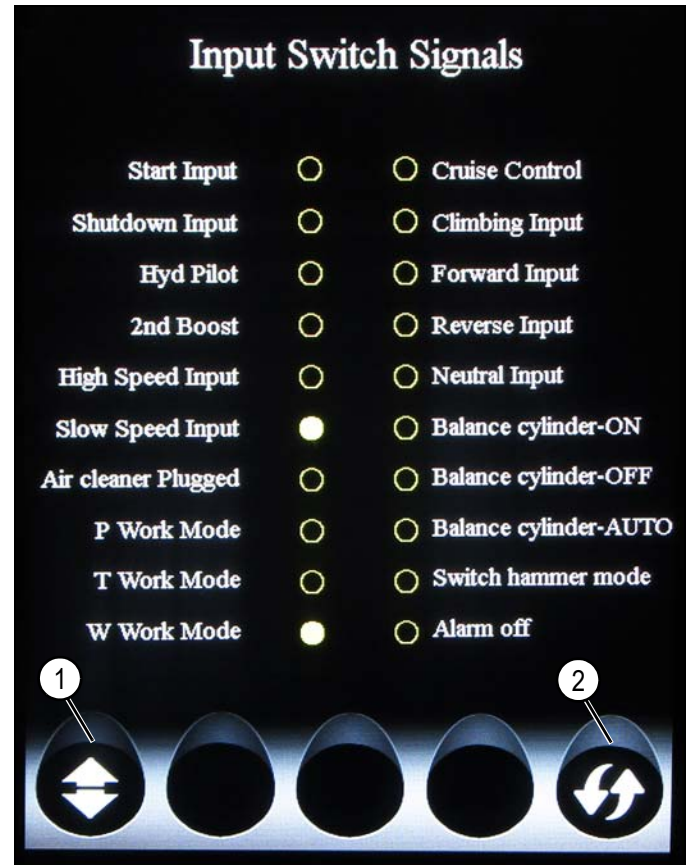 Input Switch Signals
Start Input
Cruise Control
Shutdown Input
Climbing Input
Hyd Pilot
Forward Input
2nd Boost
Reverse Input
High Speed Input
Neutral Input
Slow Speed Input
Balance cylinder-ON
Air cleaner Plugged
Balance cylinder-OFF
P Work Mode
Balance cylinder-AUTO
T Work Mode
Switch hammer mode
W Work Mode
Alarm off
1
2